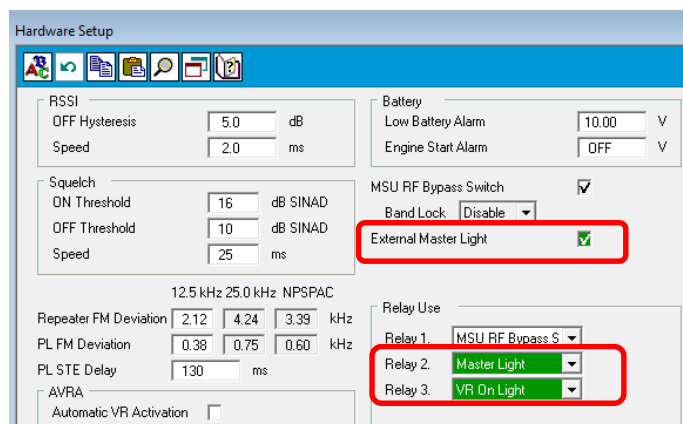 Hardware Setup
RSSI
OFF Hysteresis 5.0 dB
Speed 2.0 ms
Battery
Low Battery Alarm 10.00 V
Engine Start Alarm OFF V
Squelch
ON Threshold 16 dB SINAD
OFF Threshold 10 dB SINAD
Speed 25 ms
MSU RF Bypass Switch
Band Lock Disable
External Master Light
12.5 kHz 25.0 kHz NPSPAC
Repeater FM Deviation 2.12 4.24 3.39 kHz
PL FM Deviation 0.38 0.75 0.60 kHz
PL STE Delay 130 ms
Relay Use
Relay 1. MSU RF Bypass S
Relay 2. Master Light
Relay 3. VR On Light
AVRA
Automatic VR Activation